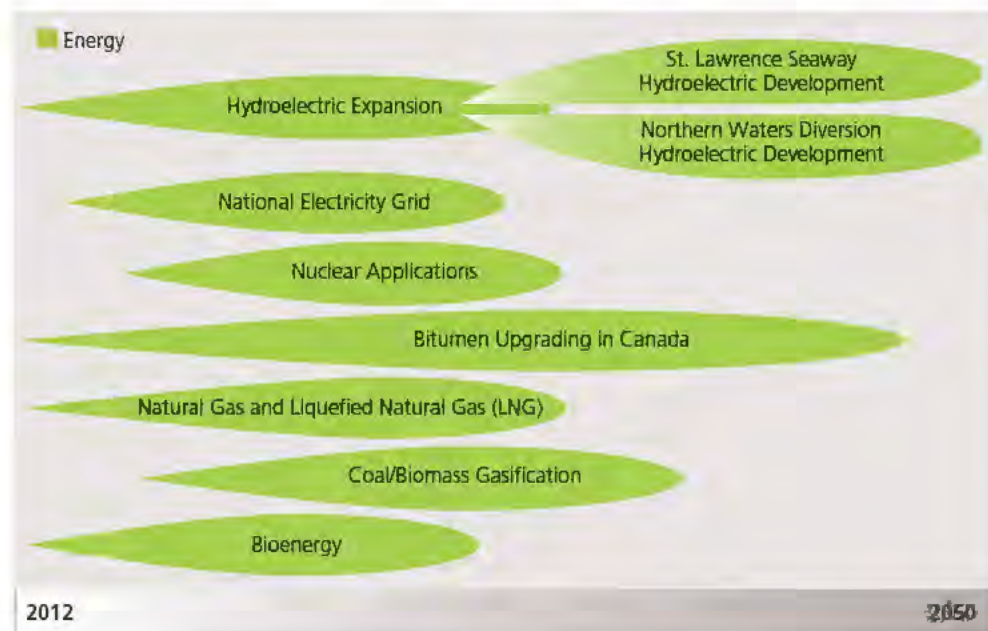 Energy
St. Lawrence Seaway
Hydroelectric Development
Hydroelectric Expansion
Northern Waters Diversion
Hydroelectric Development
National Electricity Grid
Nuclear Applications
Bitumen Upgrading in Canada
Natural Gas and Liquefied Natural Gas (LNG)
Coal/Biomass Gasification
Bioenergy
2012
2050